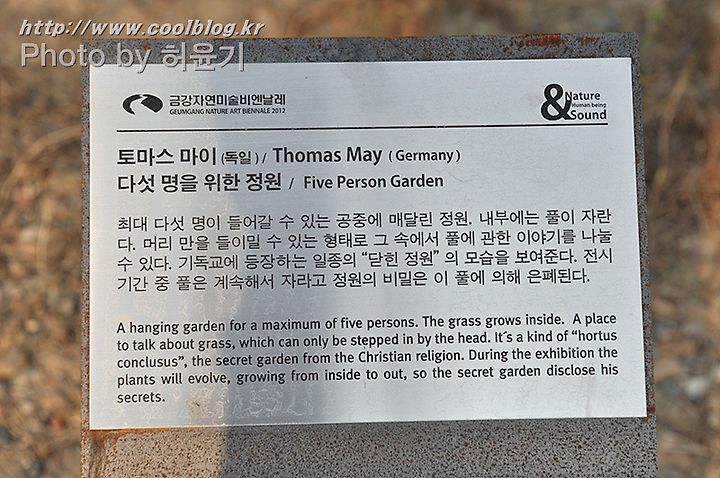 http://www.coolblog.kr
Photo by 허윤기
금강자연미술비엔날레
GEUMGANG NATURE ART BIENNALE 2012
& Nature
Human being
Sound
토마스 마이 (독일) / Thomas May ( Germany )
다섯 명을 위한 정원 / Five Person Garden
최대 다섯 명이 들어갈 수 있는 공중에 매달린 정원. 내부에는 풀이 자란
다. 머리 만을 들이밀 수 있는 형태로 그 속에서 풀에 관한 이야기를 나눌
수 있다. 기독교에 등장하는 일종의 “닫힌 정원” 의 모습을 보여준다. 전시
기간 중 풀은 계속해서 자라고 정원의 비밀은 이 풀에 의해 은폐된다.
A hanging garden for a maximum of five persons. The grass grows inside. A place
to talk about grass, which can only be stepped in by the head. It´s a kind of “hortus
conclusus”, the secret garden from the Christian religion. During the exhibition the
plants will evolve, growing from inside to out, so the secret garden disclose his
secrets.